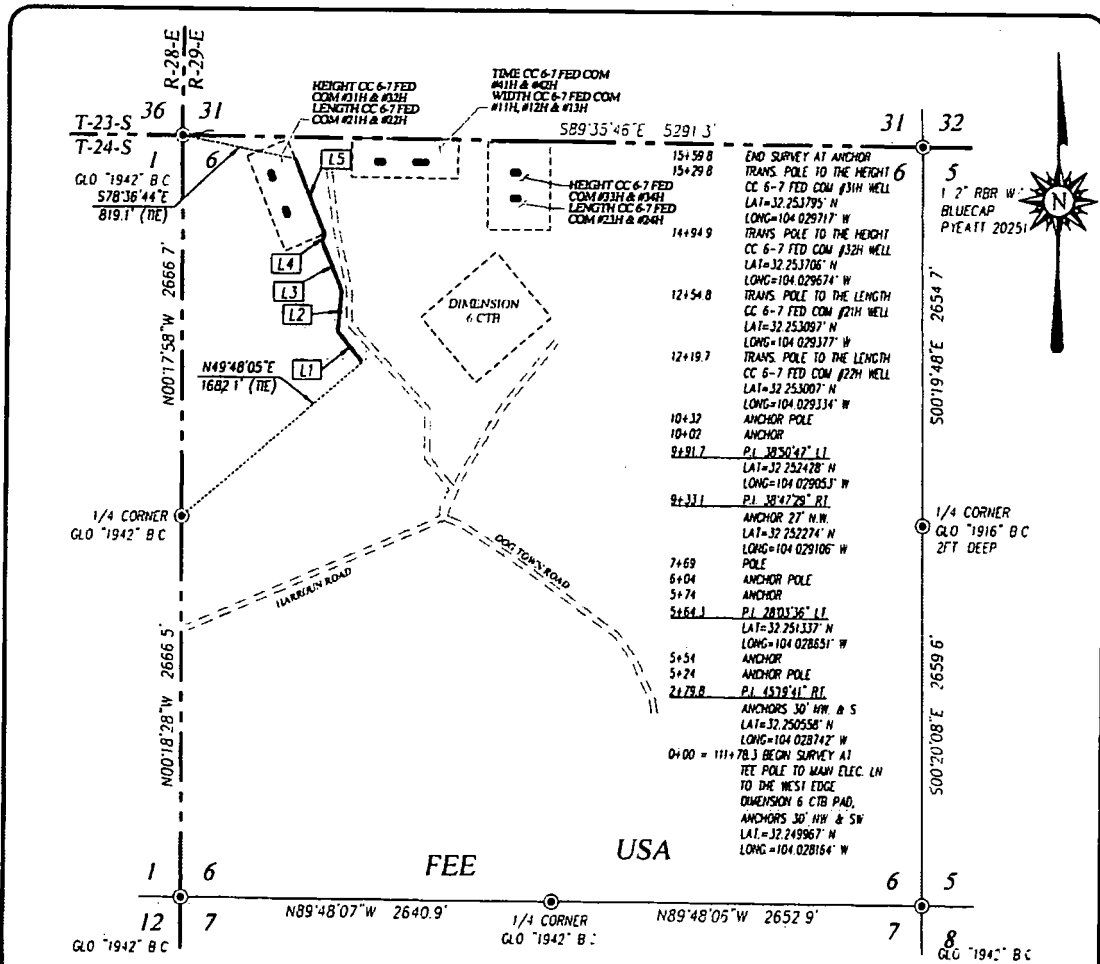 R-28-E
R-29-E
36 31
T-23-S
T-24-S
1 6
GLO "1942" B C
S78°36'44"E
819.1' (TIE)
HEIGHT CC 6-7 FED
COM #31H & #32H
LENGTH CC 6-7 FED
COM #21H & #22H
TIME CC 6-7 FED COM
#41H & #42H
WIDTH CC 6-7 FED COM
#11H, #12H & #13H
S89°35'46"E 5291 3'
31 32
6 5
1 2" RBR W
BLUECAP
PYEATT 20251
N
L5
HEIGHT CC 6-7 FED
COM #33H & #34H
LENGTH CC 6-7 FED
COM #23H & #24H
L4
L3
L2
L1
DIMENSION
6 CTB
N00°17'58"W 2666 7'
N49°48'05"E
1682 1' (TIE)
1/4 CORNER
GLO "1942" B C
HARROUN ROAD
DOG TOWN ROAD
N00°18'28"W 2666 5'
15+59 8 END SURVEY AT ANCHOR
15+29.8 TRANS. POLE TO THE HEIGHT
CC 6-7 FED COM #31H WELL
LAT=32.253795° N
LONG=104 029717° W
14+94 9 TRANS POLE TO THE HEIGHT
CC 6-7 FED COM #32H WELL
LAT=32.253706° N
LONG=104.029674° W
12+54.8 TRANS. POLE TO THE LENGTH
CC 6-7 FED COM #21H WELL
LAT=32.253097° N
LONG=104.029377° W
12+19.7 TRANS. POLE TO THE LENGTH
CC 6-7 FED COM #22H WELL
LAT=32.253007° N
LONG=104.029334° W
10+32 ANCHOR POLE
10+02 ANCHOR
9+91.7 P.I. 38°50'47" LT
LAT=32 252428° N
LONG=104 029053° W
9+33 1 P.I. 38°47'29" RT
ANCHOR 27' N.W.
LAT=32 252274° N
LONG=104 029106° W
7+69 POLE
6+04 ANCHOR POLE
5+74 ANCHOR
5+64.3 P.I. 28°03'36" LT
LAT=32.251337° N
LONG=104 028651° W
5+54 ANCHOR
5+24 ANCHOR POLE
2+79.8 P.I. 45°19'41" RT.
ANCHORS 30' NW. & S
LAT=32.250558° N
LONG=104 028742° W
0+00 = 111+78.3 BEGIN SURVEY AT
TEE POLE TO MAIN ELEC. LN
TO THE WEST EDGE
DIMENSION 6 CTB PAD,
ANCHORS 30' NW & SW
LAT.=32.249967° N
LONG.=104.028164° W
S00°19'48"E 2654 7'
1/4 CORNER
GLO "1916" B C
2FT DEEP
S00°20'08"E 2659 6'
FEE
USA
1 6
12 7
GLO "1942" B C
N89°48'07"W 2640.9'
1/4 CORNER
GLO "1942" B C
N89°48'05"W 2652 9'
6 5
7 8
GLO "1942" B C